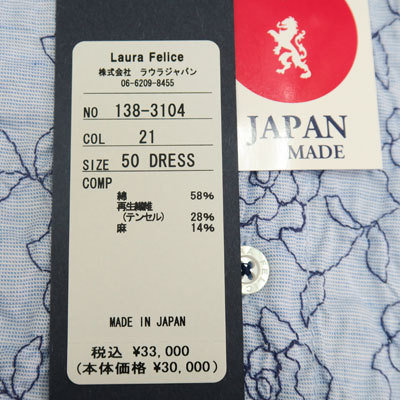 Laura Felice
株式会社 ラウラジャパン
06-6209-8455
NO 138-3104
COL 21
SIZE 50 DRESS
COMP
綿 58%
再生繊維
(テンセル) 28%
麻 14%
MADE IN JAPAN
税込 ¥33,000
(本体価格 ¥30,000)
JAPAN
MADE